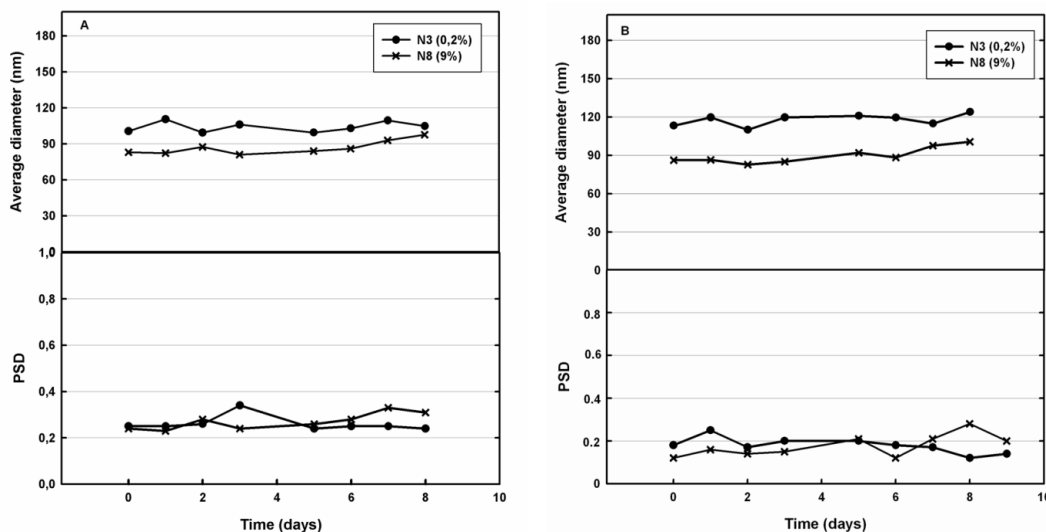 A
N3 (0,2%)
N8 (9%)
Average diameter (nm)
180
150
120
90
60
30
0
1,0
0,8
0,6
0,4
0,2
0,0
PSD
0 2 4 6 8 10
Time (days)
B
N3 (0,2%)
N8 (9%)
Average diameter (nm)
180
150
120
90
60
30
0
0.8
0.6
0.4
0.2
0
PSD
0 2 4 6 8 10
Time (days)